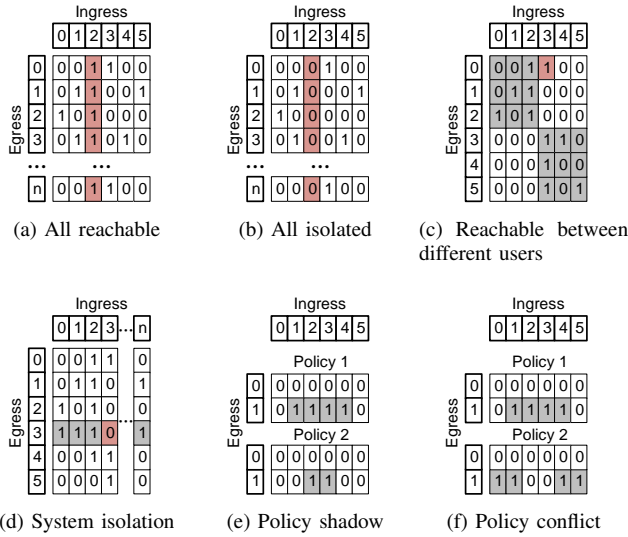 Ingress
0 1 2 3 4 5
Egress
0 0 0 1 1 0 0
1 0 1 1 0 0 1
2 1 0 1 0 0 0
3 0 1 1 0 1 0
... ...
n 0 0 1 1 0 0
(a) All reachable
Ingress
0 1 2 3 4 5
Egress
0 0 0 0 1 0 0
1 0 1 0 0 0 1
2 1 0 0 0 0 0
3 0 1 0 0 1 0
... ...
n 0 0 0 1 0 0
(b) All isolated
Ingress
0 1 2 3 4 5
Egress
0 0 0 1 1 0 0
1 0 1 1 0 0 0
2 1 0 1 0 0 0
3 0 0 0 1 1 0
4 0 0 0 1 0 0
5 0 0 0 1 0 1
(c) Reachable between
different users
Ingress
0 1 2 3 ... n
Egress
0 0 0 1 1 0
1 0 1 1 0 1
2 1 0 1 0 ... 0
3 1 1 1 0 1
4 0 0 1 1 0
5 0 0 0 1 0
(d) System isolation
Ingress
0 1 2 3 4 5
Egress
Policy 1
0 0 0 0 0 0 0
1 0 1 1 1 1 0
Policy 2
0 0 0 0 0 0 0
1 0 0 1 1 0 0
(e) Policy shadow
Ingress
0 1 2 3 4 5
Egress
Policy 1
0 0 0 0 0 0 0
1 0 1 1 1 1 0
Policy 2
0 0 0 0 0 0 0
1 1 1 0 0 1 1
(f) Policy conflict